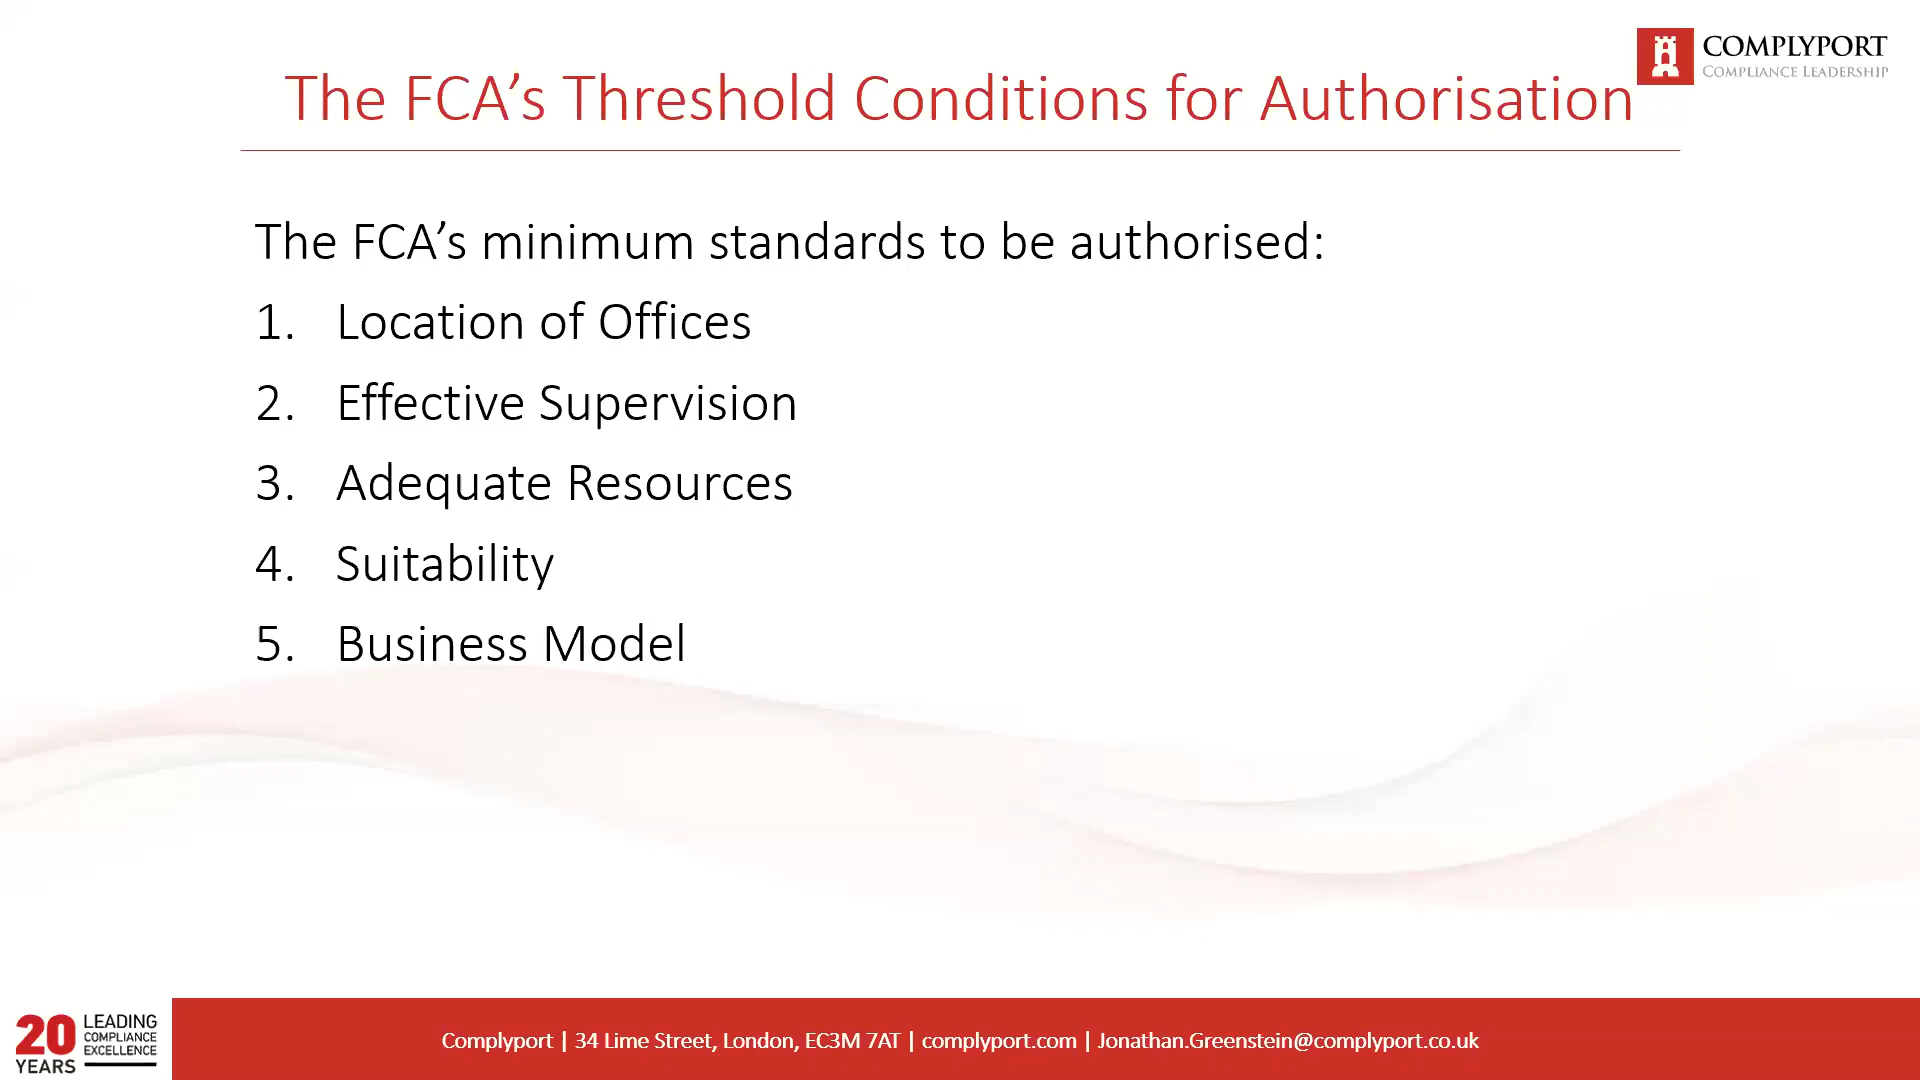 COMPLYPORT
COMPLIANCE LEADERSHIP
The FCA’s Threshold Conditions for Authorisation
The FCA’s minimum standards to be authorised:
1. Location of Offices
2. Effective Supervision
3. Adequate Resources
4. Suitability
5. Business Model
20 YEARS
LEADING
COMPLIANCE
EXCELLENCE
Complyport | 34 Lime Street, London, EC3M 7AT | complyport.com | Jonathan.Greenstein@complyport.co.uk